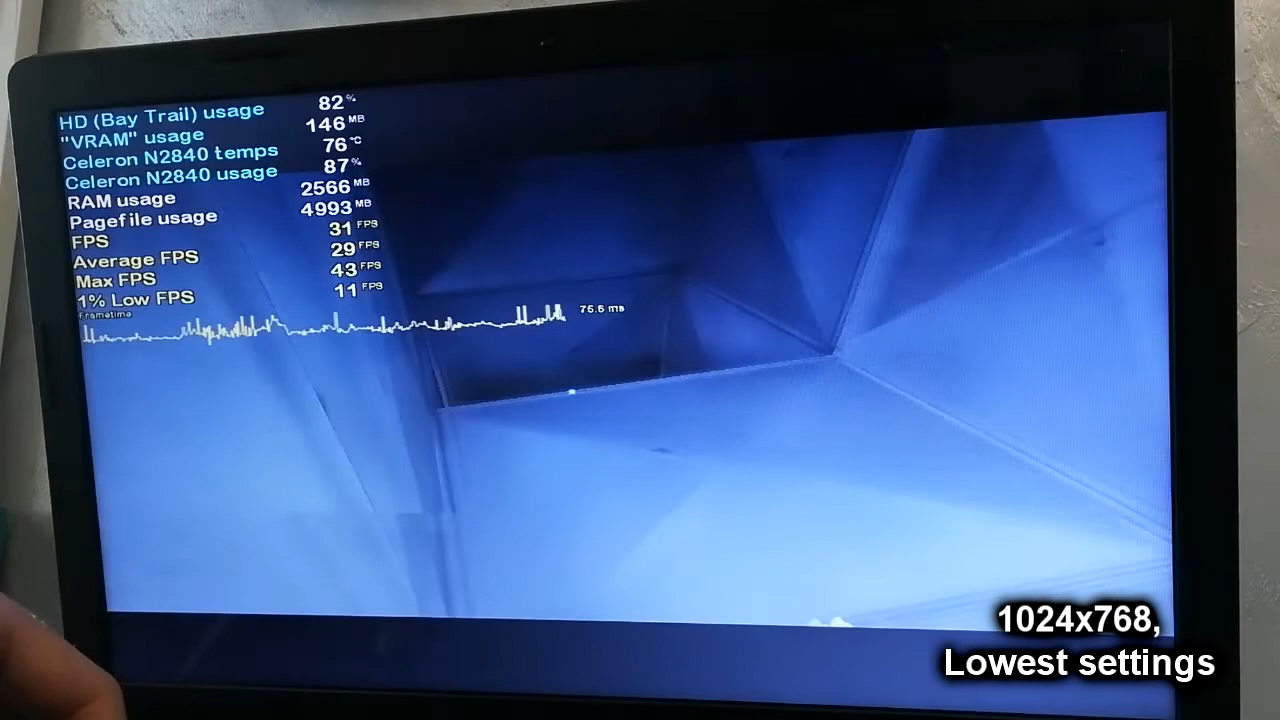 HD (Bay Trail) usage 82 %
"VRAM" usage 146 MB
Celeron N2840 temps 76 °C
Celeron N2840 usage 87 %
RAM usage 2566 MB
Pagefile usage 4993 MB
FPS 31 FPS
Average FPS 29 FPS
Max FPS 43 FPS
1% Low FPS 11 FPS
Frametime 75.5 ms
1024x768,
Lowest settings